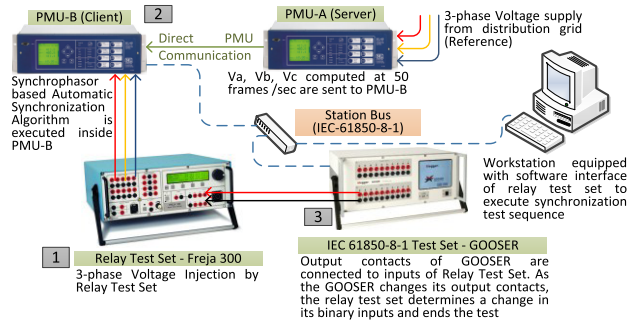 PMU-B (Client)
2
PMU-A (Server)
3-phase Voltage supply
from distribution grid
(Reference)
Direct PMU
Communication
Va, Vb, Vc computed at 50
frames /sec are sent to PMU-B
Synchrophasor
based Automatic
Synchronization
Algorithm is
executed inside
PMU-B
Station Bus
(IEC-61850-8-1)
Workstation equipped
with software interface
of relay test set to
execute synchronization
test sequence
3
1
Relay Test Set - Freja 300
3-phase Voltage Injection by
Relay Test Set
IEC 61850-8-1 Test Set - GOOSER
Output contacts of GOOSER are
connected to inputs of Relay Test Set. As
the GOOSER changes its output contacts,
the relay test set determines a change in
its binary inputs and ends the test